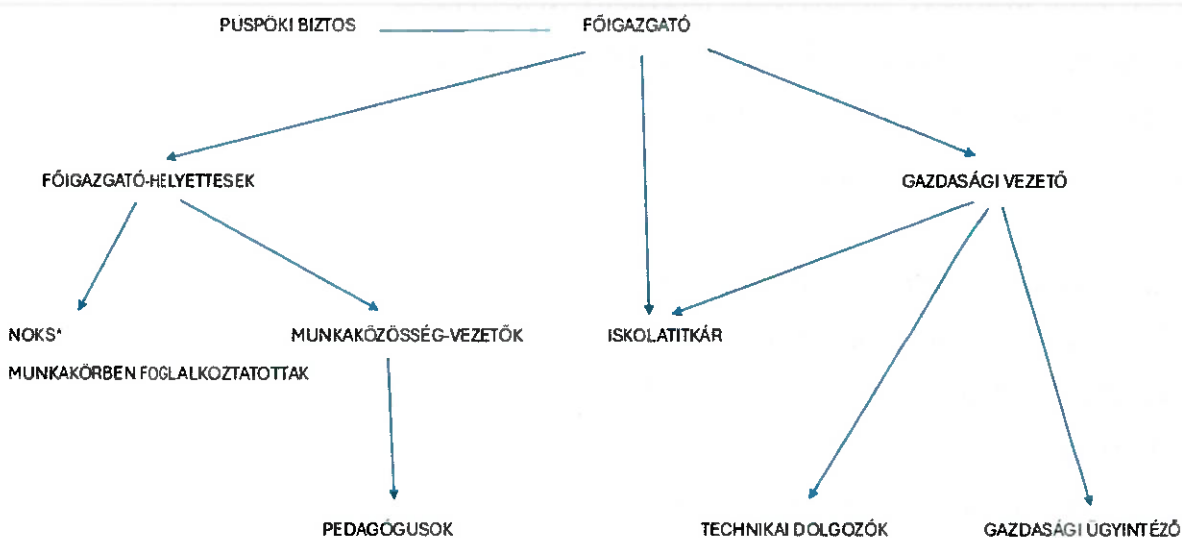 PÜSPÖKI BIZTOS
FŐIGAZGATÓ
FŐIGAZGATÓ-HELYETTESEK
GAZDASÁGI VEZETŐ
NOKS*
MUNKAKÖZÖSSÉG-VEZETŐK
ISKOLATITKÁR
MUNKAKÖRBEN FOGLALKOZTATOTTAK
PEDAGÓGUSOK
TECHNIKAI DOLGOZÓK
GAZDASÁGI ÜGYINTÉZŐ